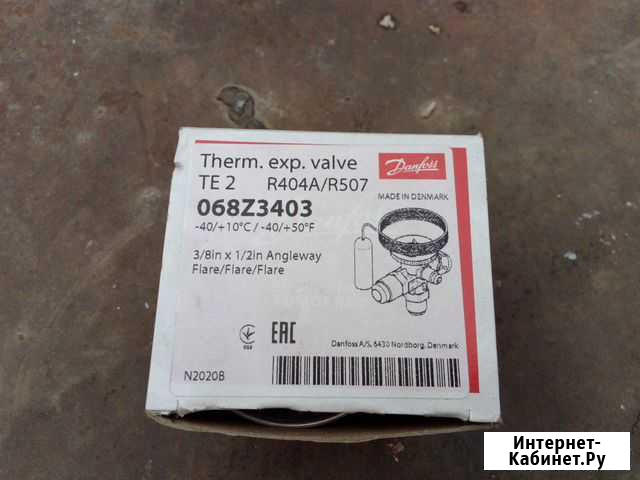 Therm. exp. valve
TE 2 R404A/R507
068Z3403
-40/+10°C / -40/+50°F
3/8in x 1/2in Angleway
Flare/Flare/Flare
Danfoss
MADE IN DENMARK
EAC
Danfoss A/S, 6430 Nordborg, Denmark
N2020B
Интернет-
Кабинет.Ру